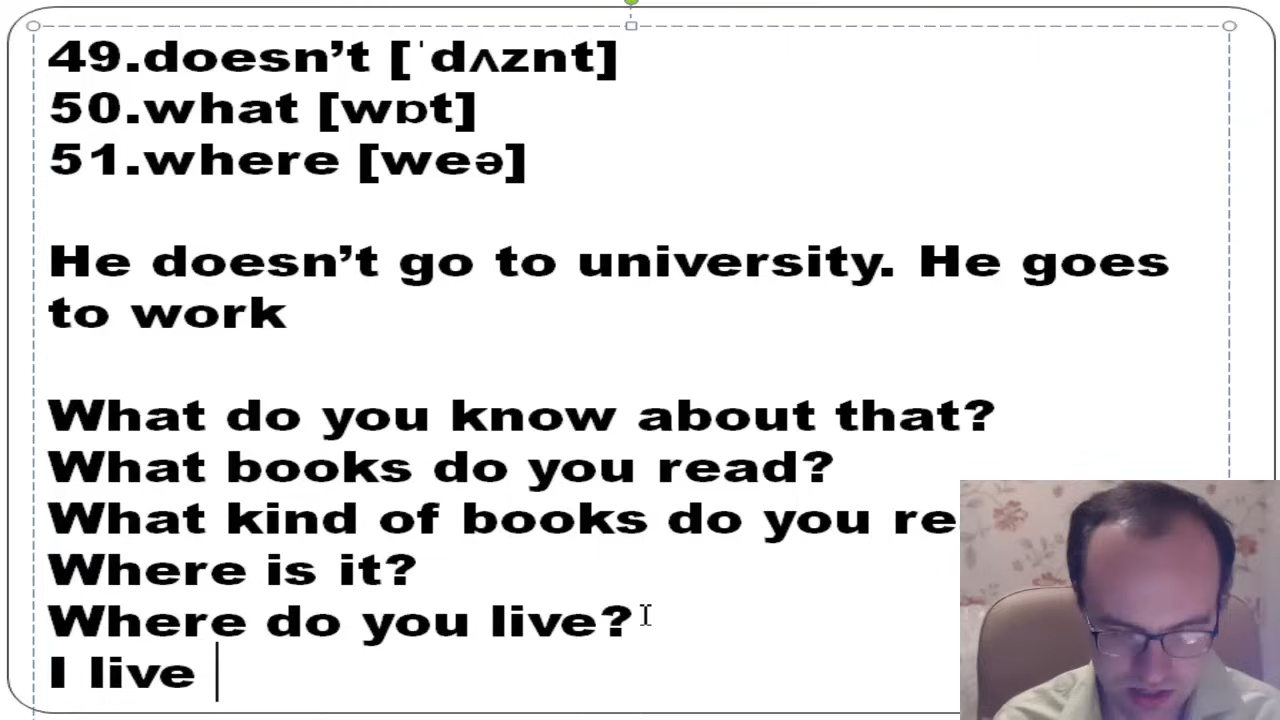 49.doesn’t [ˈdʌznt]
50.what [wɒt]
51.where [weə]
He doesn’t go to university. He goes
to work
What do you know about that?
What books do you read?
What kind of books do you re
Where is it?
Where do you live?
I live